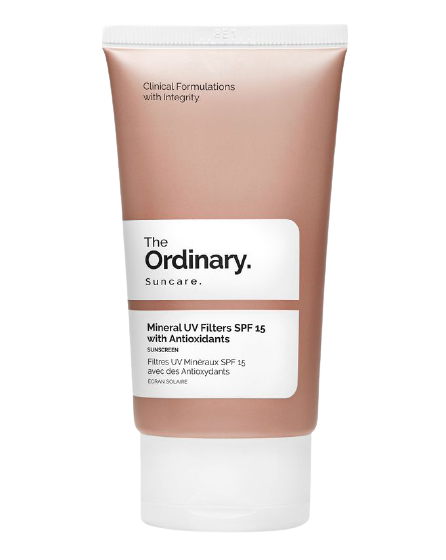 Clinical Formulations
with Integrity.
The
Ordinary.
Suncare.
Mineral UV Filters SPF 15
with Antioxidants
SUNSCREEN
Filtres UV Minéraux SPF 15
avec des Antioxydants
ÉCRAN SOLAIRE